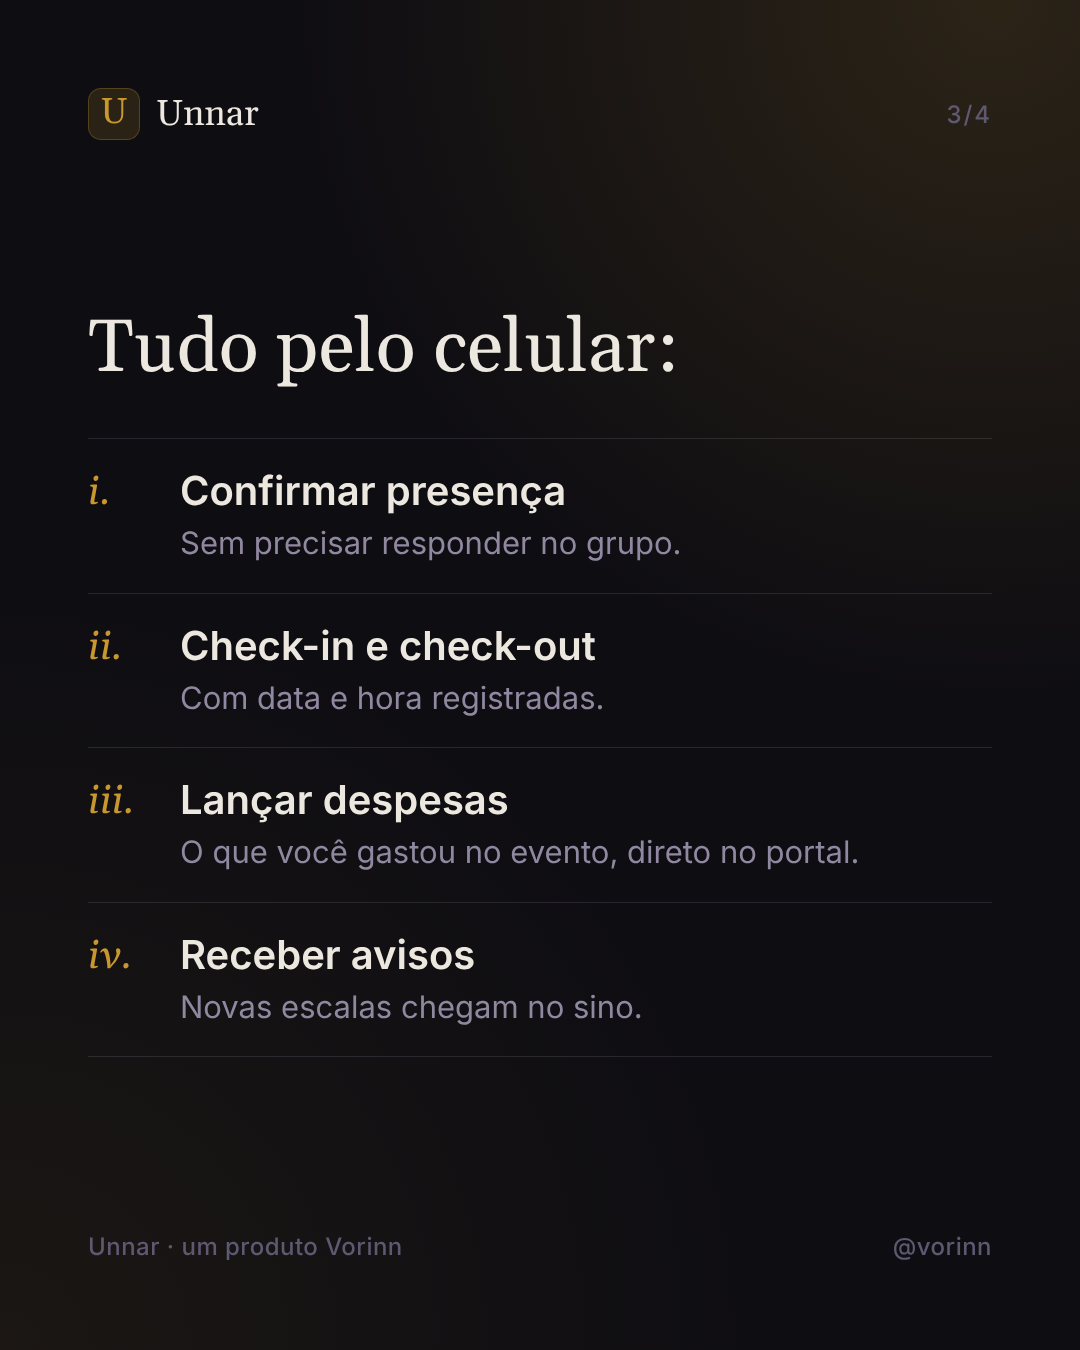 U Unnar
3/4
Tudo pelo celular:
i. Confirmar presença
Sem precisar responder no grupo.
ii. Check-in e check-out
Com data e hora registradas.
iii. Lançar despesas
O que você gastou no evento, direto no portal.
iv. Receber avisos
Novas escalas chegam no sino.
Unnar · um produto Vorinn
@vorinn